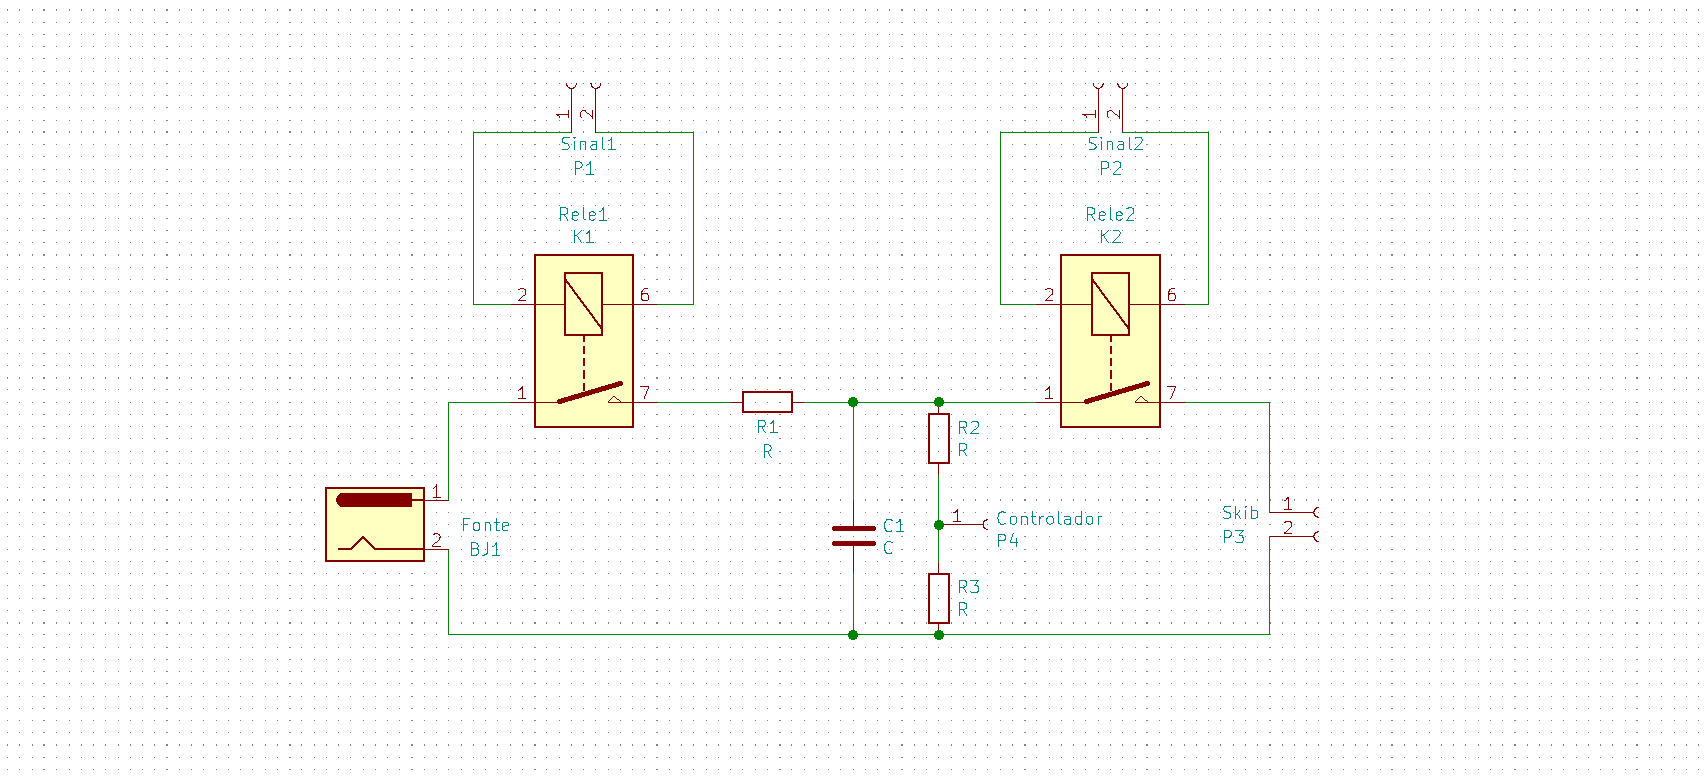 1 2
Sinal1
P1
Rele1
K1
2 6
1 7
1 2
Sinal2
P2
Rele2
K2
2 6
1 7
R1
R
R2
R
1
2
Fonte
BJ1
C1
C
1
Controlador
P4
R3
R
Skib
P3
1
2